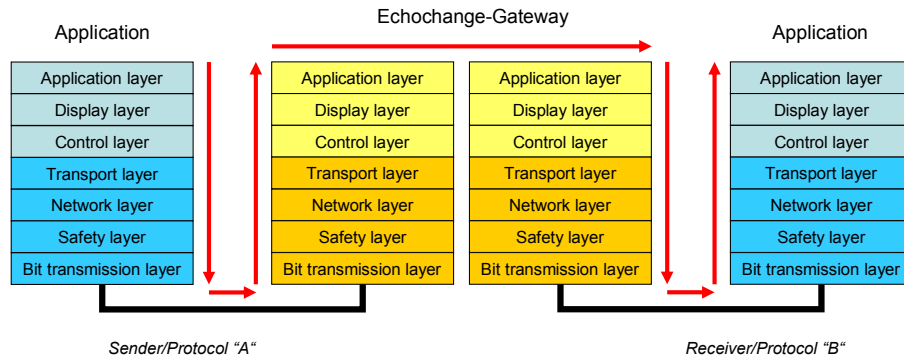 Echochange-Gateway
Application
Application
Application layer
Display layer
Control layer
Transport layer
Network layer
Safety layer
Bit transmission layer
Application layer
Display layer
Control layer
Transport layer
Network layer
Safety layer
Bit transmission layer
Application layer
Display layer
Control layer
Transport layer
Network layer
Safety layer
Bit transmission layer
Application layer
Display layer
Control layer
Transport layer
Network layer
Safety layer
Bit transmission layer
Sender/Protocol “A“
Receiver/Protocol “B“